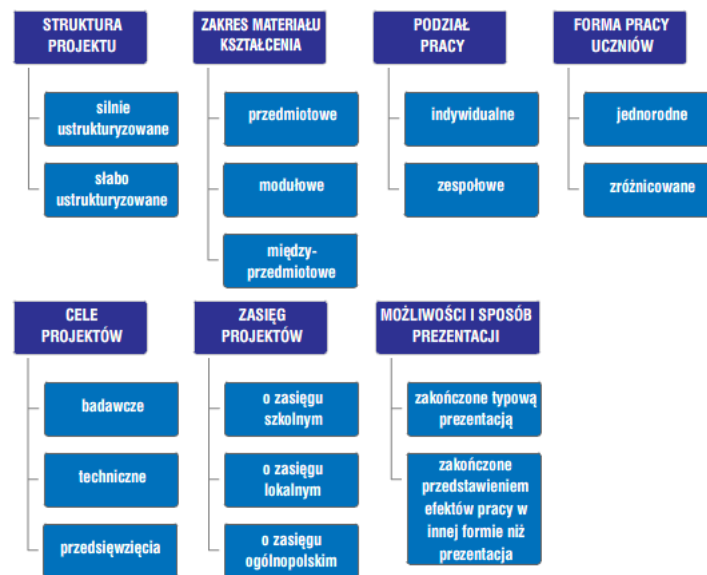 STRUKTURA
PROJEKTU
silnie
ustrukturyzowane
słabo
ustrukturyzowane
ZAKRES MATERIAŁU
KSZTAŁCENIA
przedmiotowe
modułowe
między-
przedmiotowe
PODZIAŁ
PRACY
indywidualne
zespołowe
FORMA PRACY
UCZNIÓW
jednorodne
zróżnicowane
CELE
PROJEKTÓW
badawcze
techniczne
przedsięwzięcia
ZASIĘG
PROJEKTÓW
o zasięgu
szkolnym
o zasięgu
lokalnym
o zasięgu
ogólnopolskim
MOŻLIWOŚCI I SPOSÓB
PREZENTACJI
zakończone typową
prezentacją
zakończone
przedstawieniem
efektów pracy w
innej formie niż
prezentacja